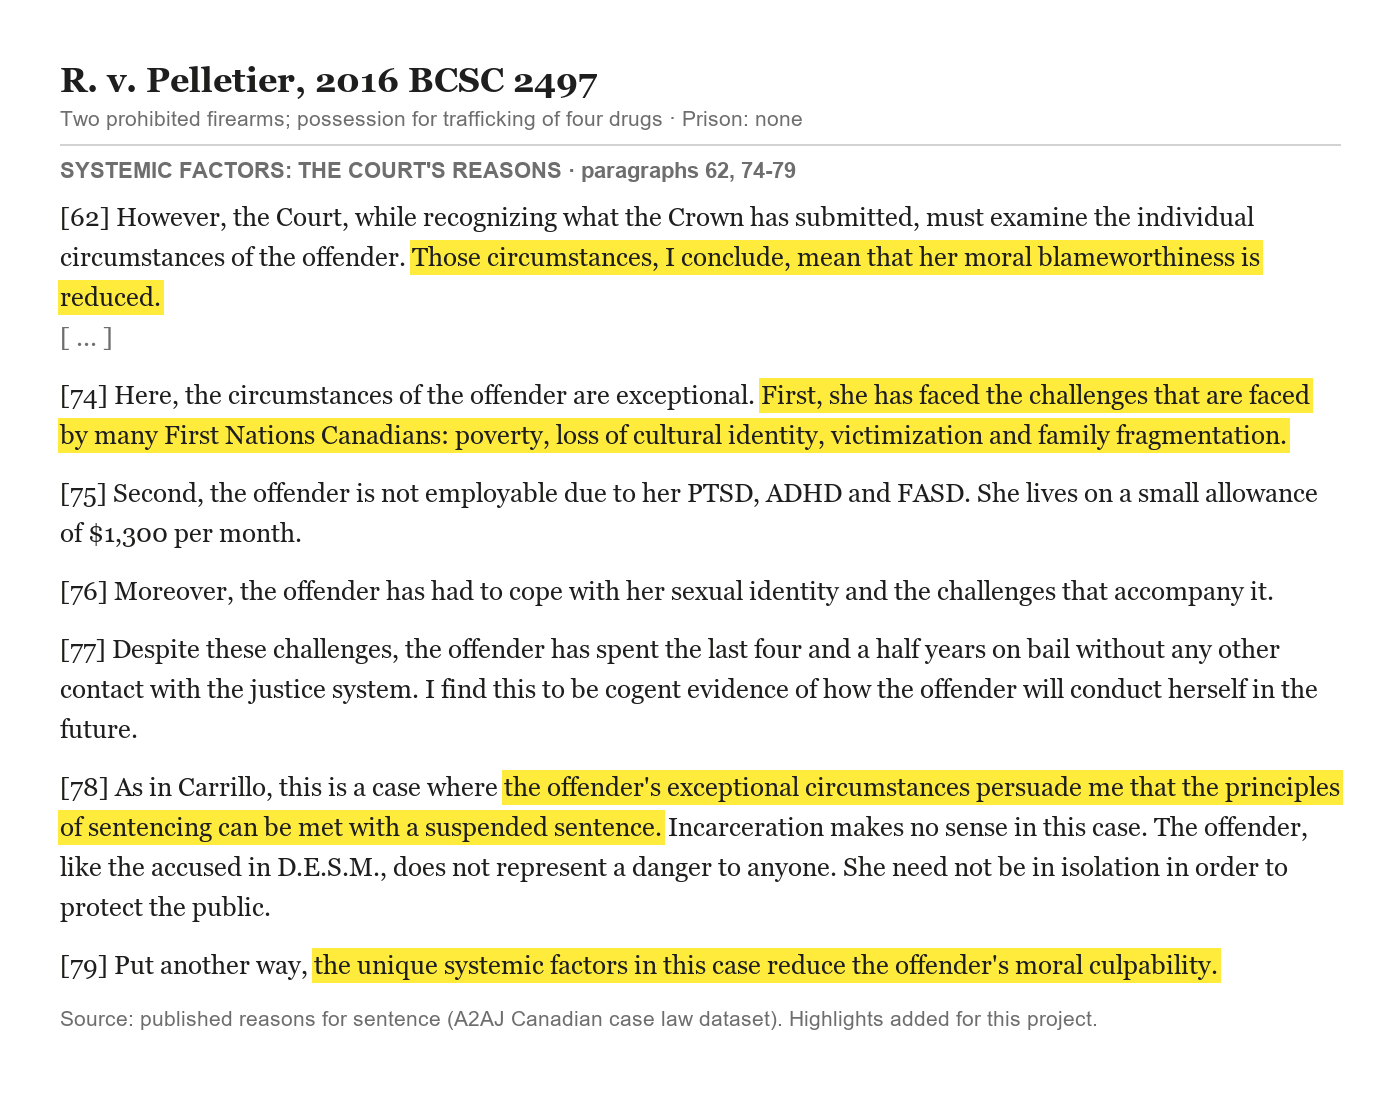 R. v. Pelletier, 2016 BCSC 2497
Two prohibited firearms; possession for trafficking of four drugs · Prison: none
SYSTEMIC FACTORS: THE COURT'S REASONS · paragraphs 62, 74-79
[62] However, the Court, while recognizing what the Crown has submitted, must examine the individual
circumstances of the offender. Those circumstances, I conclude, mean that her moral blameworthiness is
reduced.
[ ... ]
[74] Here, the circumstances of the offender are exceptional. First, she has faced the challenges that are faced
by many First Nations Canadians: poverty, loss of cultural identity, victimization and family fragmentation.
[75] Second, the offender is not employable due to her PTSD, ADHD and FASD. She lives on a small allowance
of $1,300 per month.
[76] Moreover, the offender has had to cope with her sexual identity and the challenges that accompany it.
[77] Despite these challenges, the offender has spent the last four and a half years on bail without any other
contact with the justice system. I find this to be cogent evidence of how the offender will conduct herself in the
future.
[78] As in Carrillo, this is a case where the offender's exceptional circumstances persuade me that the principles
of sentencing can be met with a suspended sentence. Incarceration makes no sense in this case. The offender,
like the accused in D.E.S.M., does not represent a danger to anyone. She need not be in isolation in order to
protect the public.
[79] Put another way, the unique systemic factors in this case reduce the offender's moral culpability.
Source: published reasons for sentence (A2AJ Canadian case law dataset). Highlights added for this project.